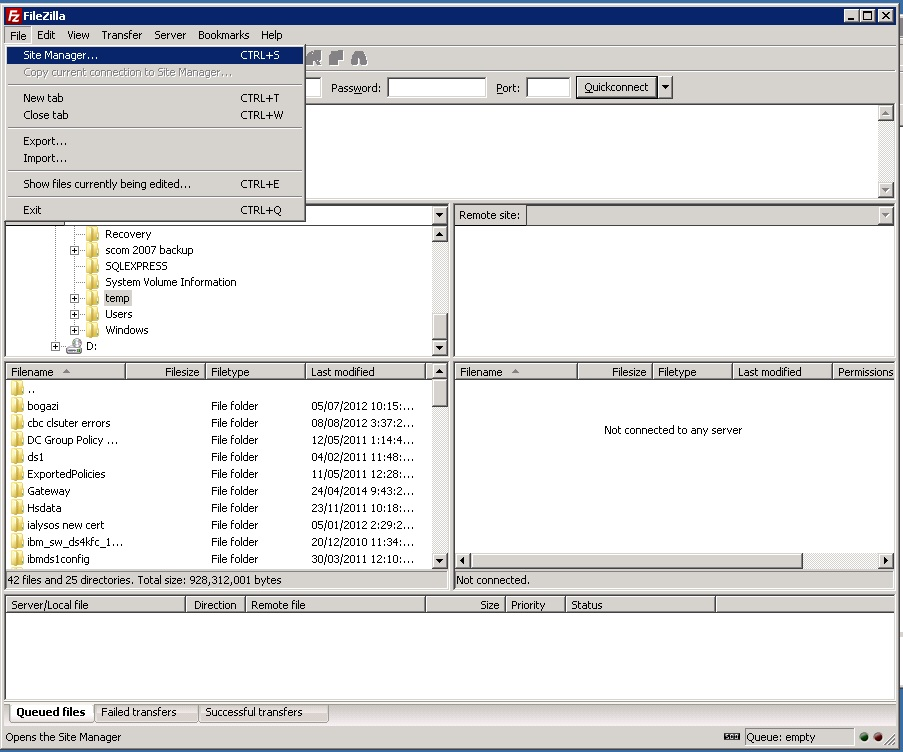 FileZilla
File Edit View Transfer Server Bookmarks Help
Site Manager... CTRL+S
Copy current connection to Site Manager...
New tab CTRL+T
Close tab CTRL+W
Export...
Import...
Show files currently being edited... CTRL+E
Exit CTRL+Q
Password: Port: Quickconnect
Remote site:
Recovery
scom 2007 backup
SQLEXPRESS
System Volume Information
temp
Users
Windows
D:
Filename Filesize Filetype Last modified
..
bogazi File folder 05/07/2012 10:15:...
cbc clsuter errors File folder 08/08/2012 3:37:2...
DC Group Policy ... File folder 12/05/2011 1:14:4...
ds1 File folder 04/02/2011 11:48:...
ExportedPolicies File folder 11/05/2011 12:28:...
Gateway File folder 24/04/2014 9:43:2...
Hsdata File folder 23/11/2011 10:18:...
ialysos new cert File folder 05/01/2012 2:29:2...
ibm_sw_ds4kfc_1... File folder 20/12/2010 11:34:...
ibmds1config File folder 30/03/2011 12:10:...
42 files and 25 directories. Total size: 928,312,001 bytes
Filename Filesize Filetype Last modified Permissions
Not connected to any server
Not connected.
Server/Local file Direction Remote file Size Priority Status
Queued files Failed transfers Successful transfers
Opens the Site Manager Queue: empty